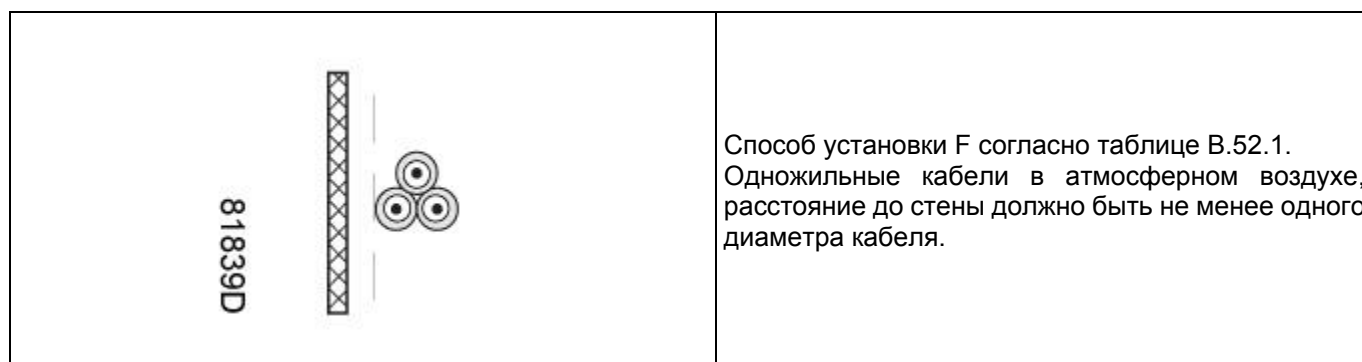 81839D
Способ установки F согласно таблице B.52.1.
Одножильные кабели в атмосферном воздухе,
расстояние до стены должно быть не менее одного
диаметра кабеля.